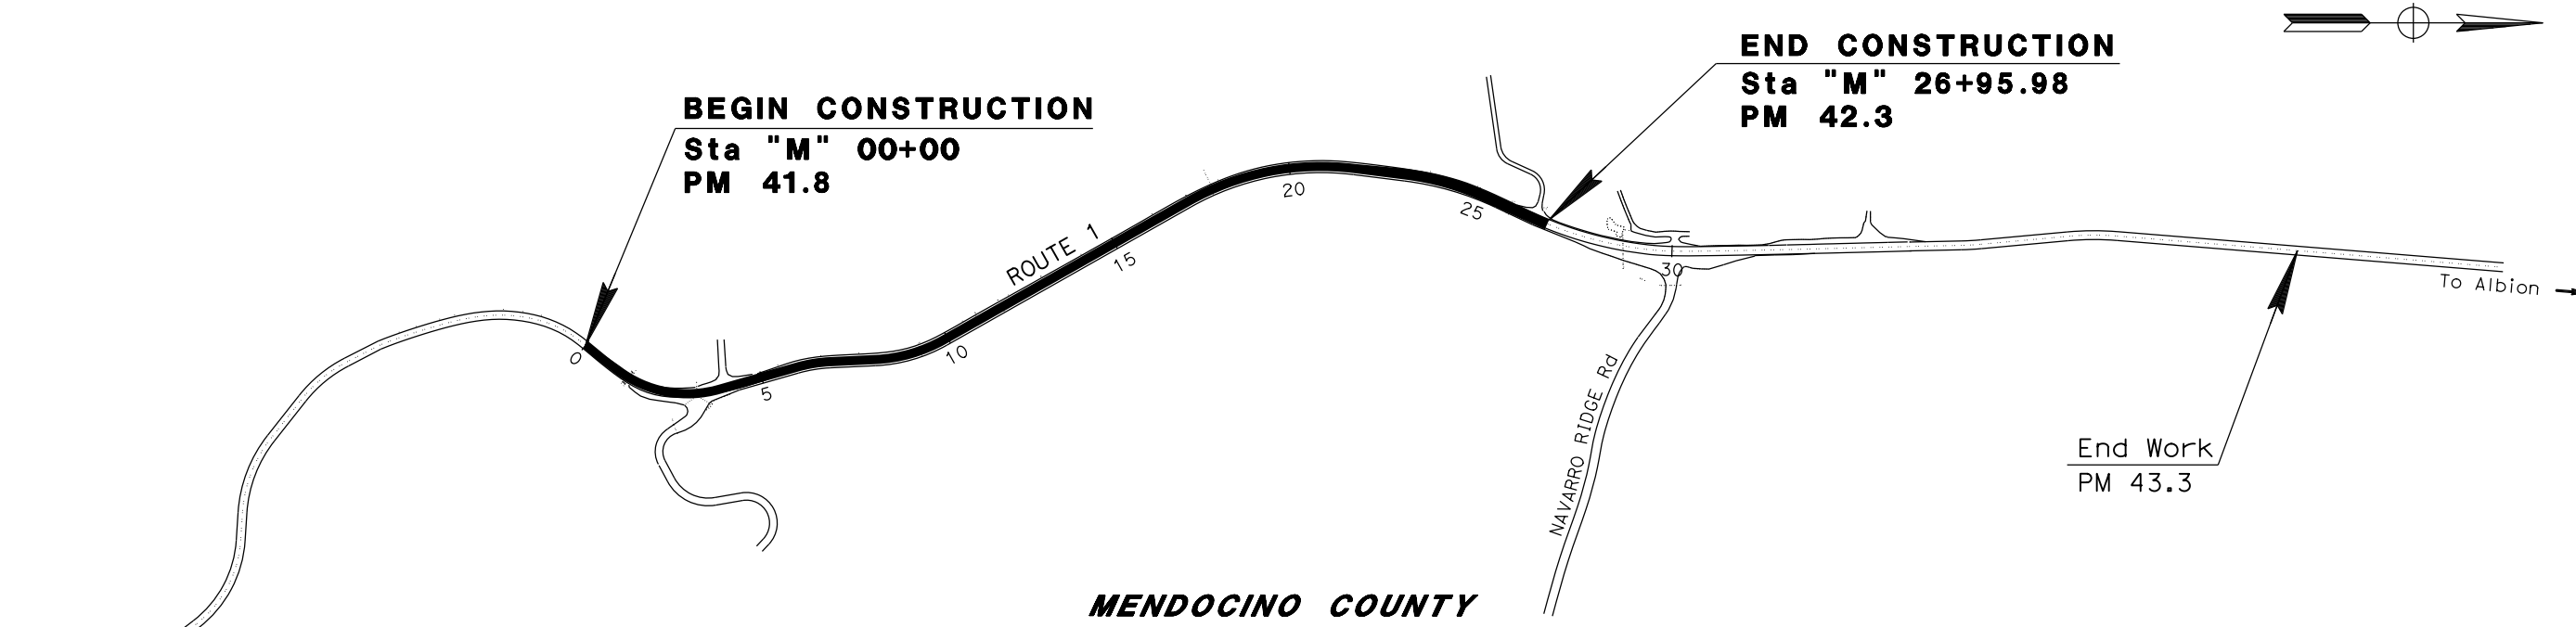 END CONSTRUCTION
Sta "M" 26+95.98
PM 42.3
BEGIN CONSTRUCTION
Sta "M" 00+00
PM 41.8
ROUTE 1
0
5
10
15
20
25
30
To Albion
NAVARRO RIDGE Rd
End Work
PM 43.3
MENDOCINO COUNTY